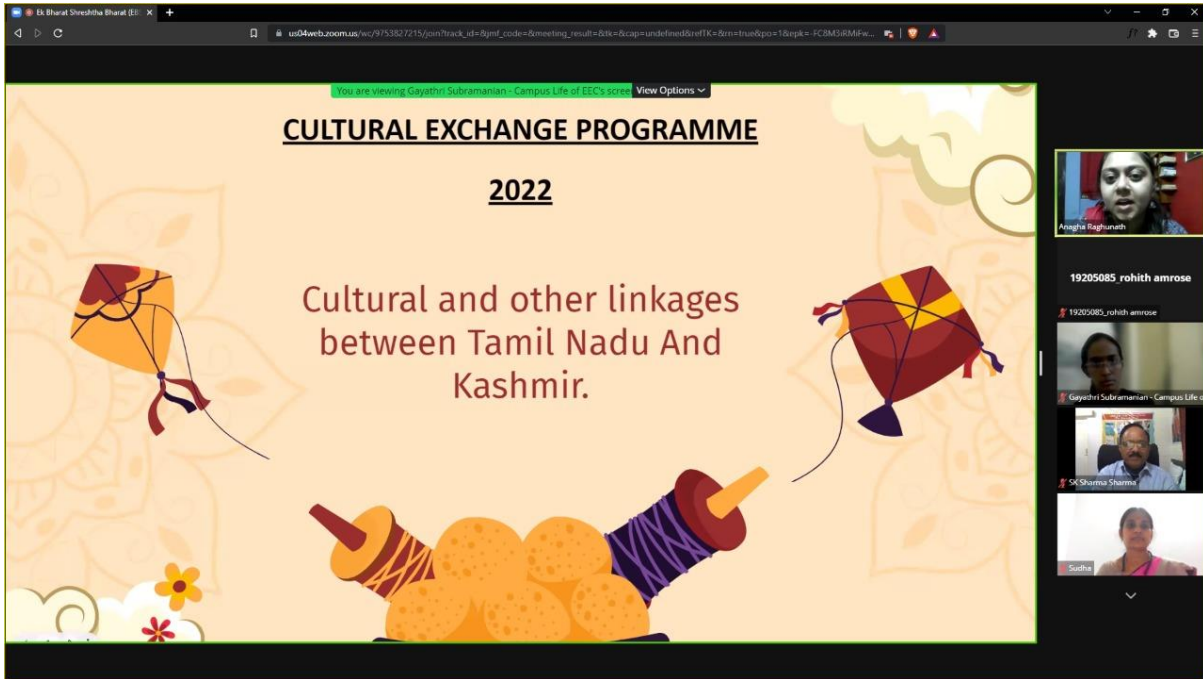 Ek Bharat Shreshtha Bharat (EB
us04web.zoom.us/wc/9753827215/join?track_id=&jmf_code=&meeting_result=&tk=&cap=undefined&refTK=&rn=true&po=1&epk=-FC8M3iRMiFw...
You are viewing Gayathri Subramanian - Campus Life of EEC's scree
View Options
CULTURAL EXCHANGE PROGRAMME
2022
Cultural and other linkages
between Tamil Nadu And
Kashmir.
Anagha Raghunath
19205085_rohith amrose
19205085_rohith amrose
Gayathri Subramanian - Campus Life o
SK Sharma Sharma
Sudha